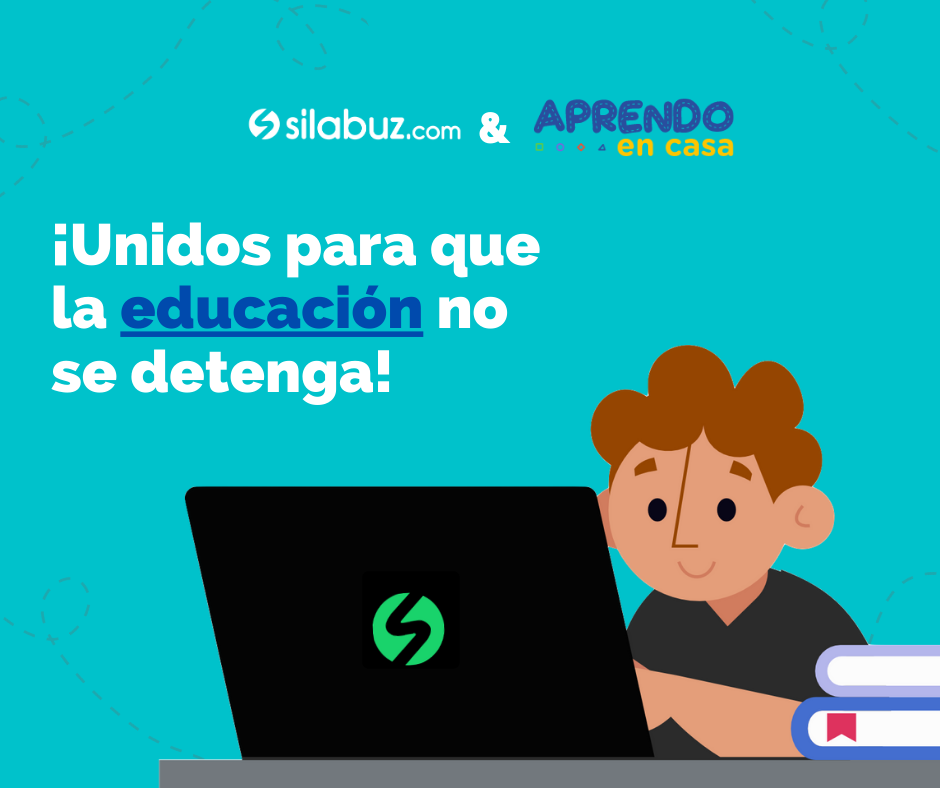 silabuz.com & APRENDO
en casa
¡Unidos para que
la educación no
se detenga!